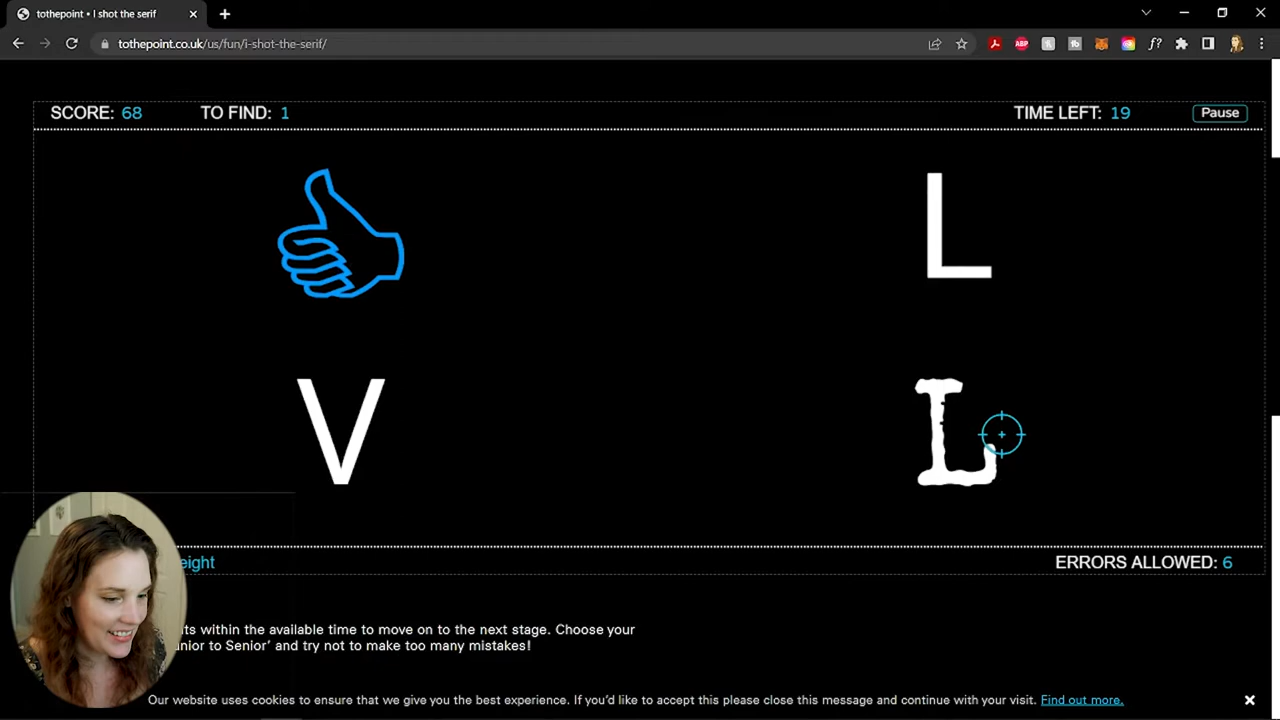 tothepoint • I shot the serif
tothepoint.co.uk/us/fun/i-shot-the-serif/
SCORE: 68 TO FIND: 1 TIME LEFT: 19 Pause
L
V L
eight ERRORS ALLOWED: 6
within the available time to move on to the next stage. Choose your
to Senior' and try not to make too many mistakes!
Our website uses cookies to ensure that we give you the best experience. If you'd like to accept this please close this message and continue with your visit. Find out more.